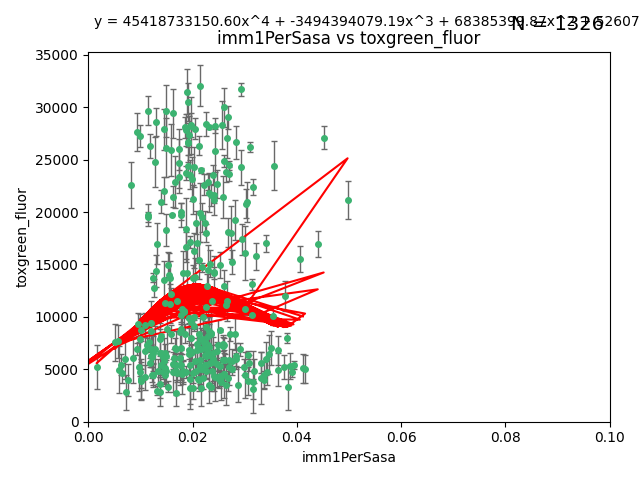 y = 45418733150.60x^4 + -3494394079.19x^3 +
N = 1326
imm1PerSasa vs toxgreen_fluor
35000
30000
25000
20000
15000
10000
5000
0
toxgreen_fluor
0.00 0.02 0.04 0.06 0.08 0.10
imm1PerSasa